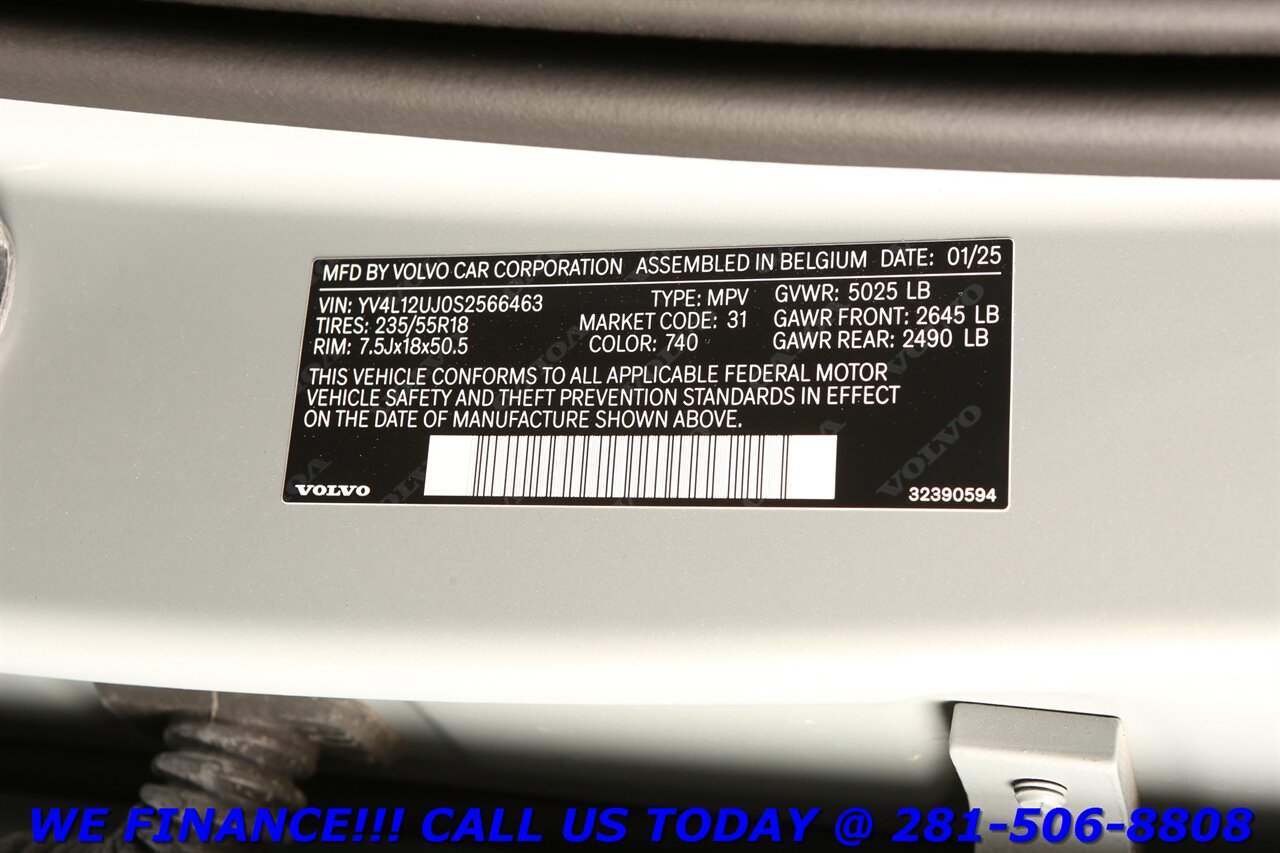 MFD BY VOLVO CAR CORPORATION ASSEMBLED IN BELGIUM DATE: 01/25
VIN: YV4L12UJ0S2566463 TYPE: MPV GVWR: 5025 LB
TIRES: 235/55R18 MARKET CODE: 31 GAWR FRONT: 2645 LB
RIM: 7.5Jx18x50.5 COLOR: 740 GAWR REAR: 2490 LB
THIS VEHICLE CONFORMS TO ALL APPLICABLE FEDERAL MOTOR
VEHICLE SAFETY AND THEFT PREVENTION STANDARDS IN EFFECT
ON THE DATE OF MANUFACTURE SHOWN ABOVE.
VOLVO 32390594
WE FINANCE!!! CALL US TODAY @ 281-506-8808